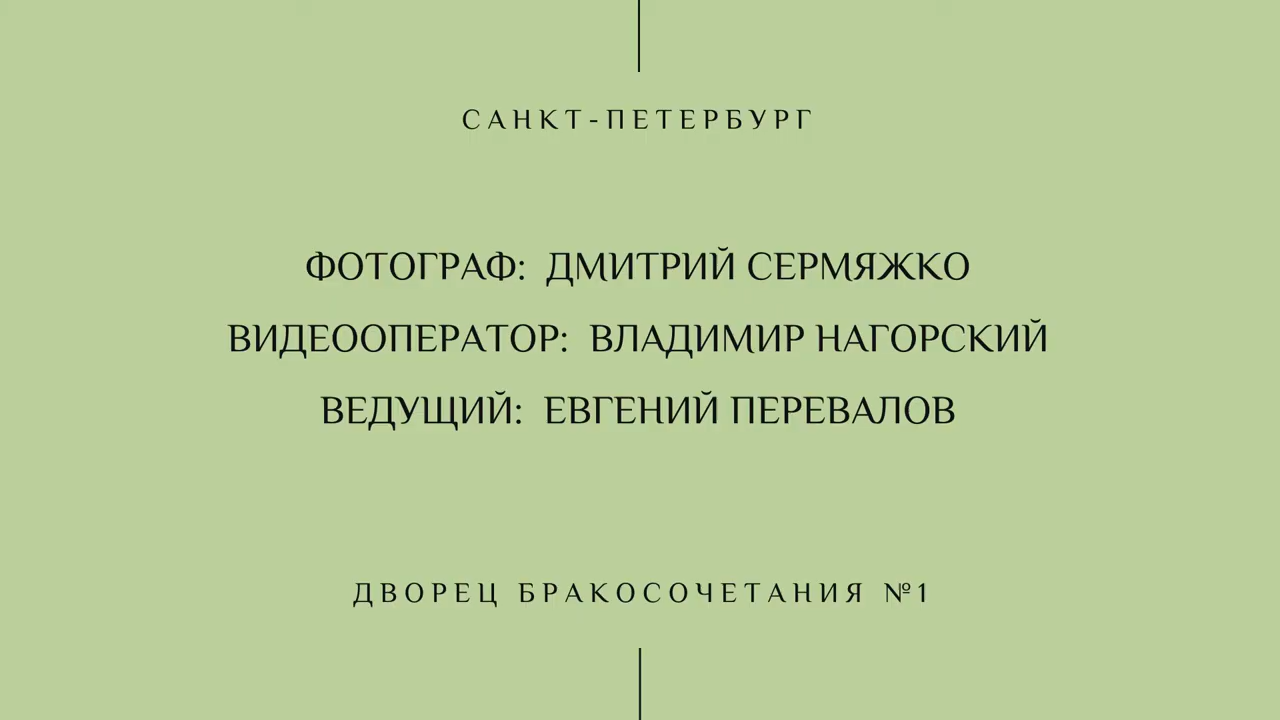 САНКТ-ПЕТЕРБУРГ
ФОТОГРАФ: ДМИТРИЙ СЕРМЯЖКО
ВИДЕООПЕРАТОР: ВЛАДИМИР НАГОРСКИЙ
ВЕДУЩИЙ: ЕВГЕНИЙ ПЕРЕВАЛОВ
ДВОРЕЦ БРАКОСОЧЕТАНИЯ №1